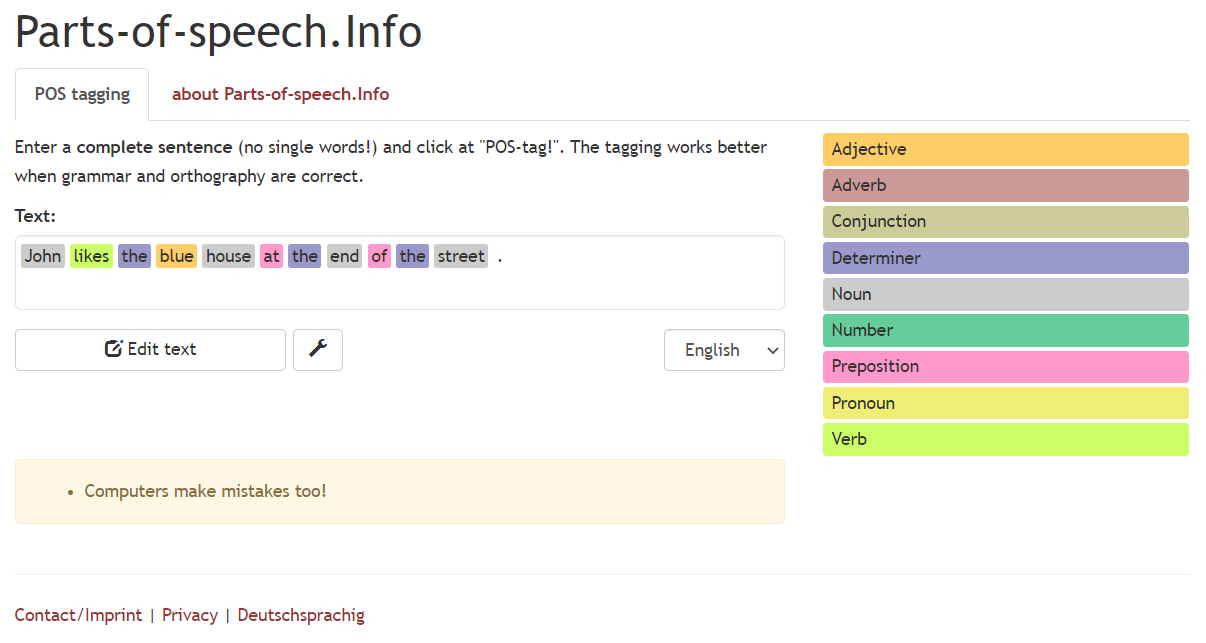 Parts-of-speech.Info
POS tagging
about Parts-of-speech.Info
Enter a complete sentence (no single words!) and click at "POS-tag!". The tagging works better
when grammar and orthography are correct.
Text:
John likes the blue house at the end of the street .
Edit text
English
Adjective
Adverb
Conjunction
Determiner
Noun
Number
Preposition
Pronoun
Verb
• Computers make mistakes too!
Contact/Imprint | Privacy | Deutschsprachig